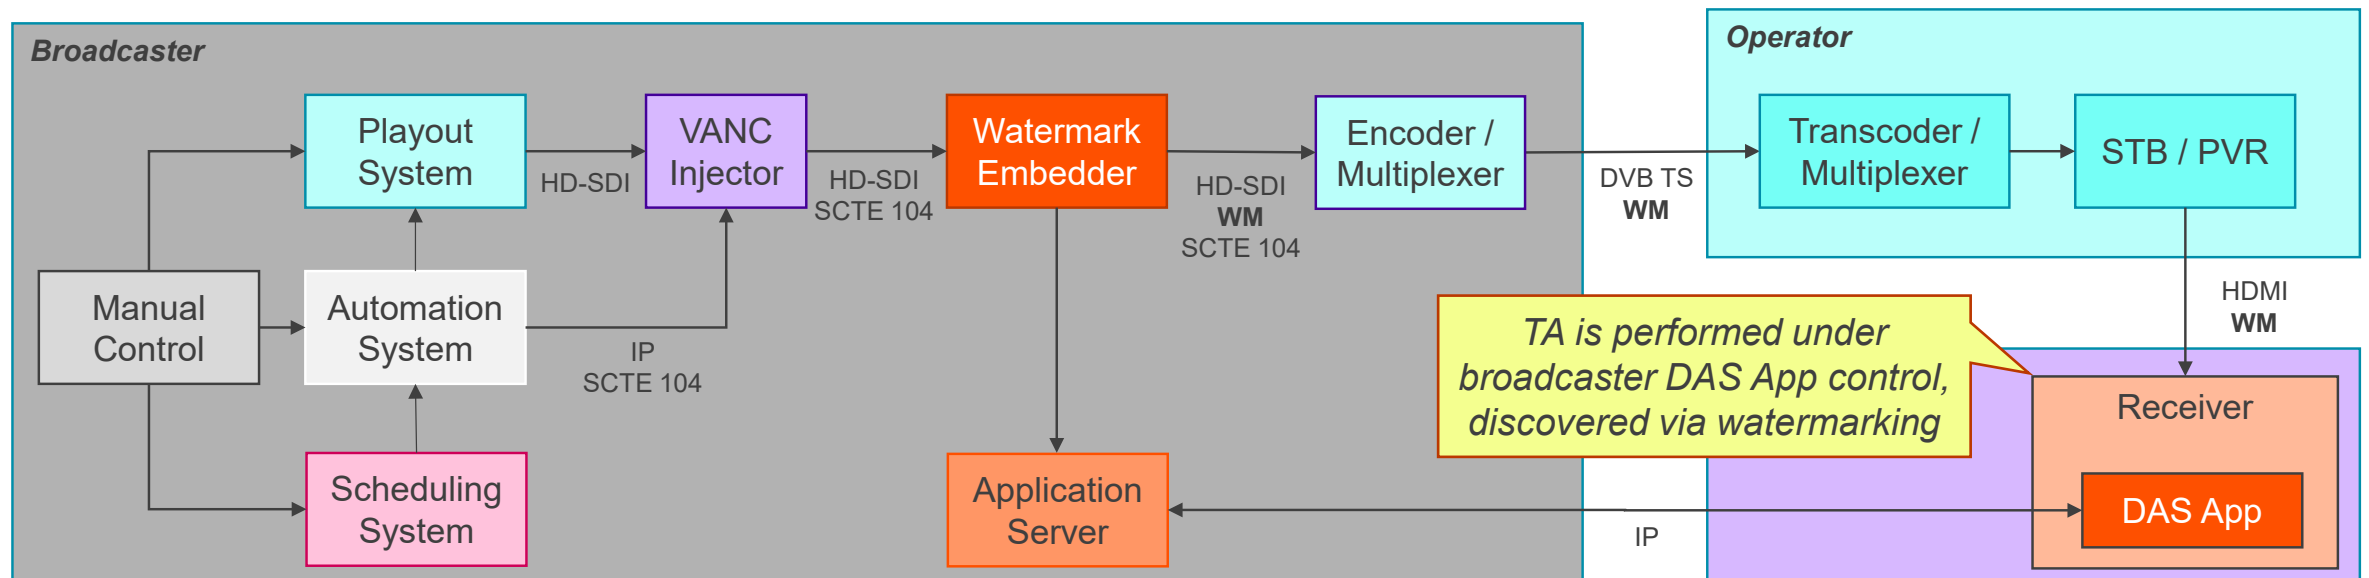 Broadcaster
Operator
Playout
System
HD-SDI
VANC
Injector
HD-SDI
SCTE 104
Watermark
Embedder
HD-SDI
WM
SCTE 104
Encoder /
Multiplexer
DVB TS
WM
Transcoder /
Multiplexer
STB / PVR
Manual
Control
Automation
System
IP
SCTE 104
HDMI
WM
TA is performed under
broadcaster DAS App control,
discovered via watermarking
Receiver
Scheduling
System
Application
Server
IP
DAS App